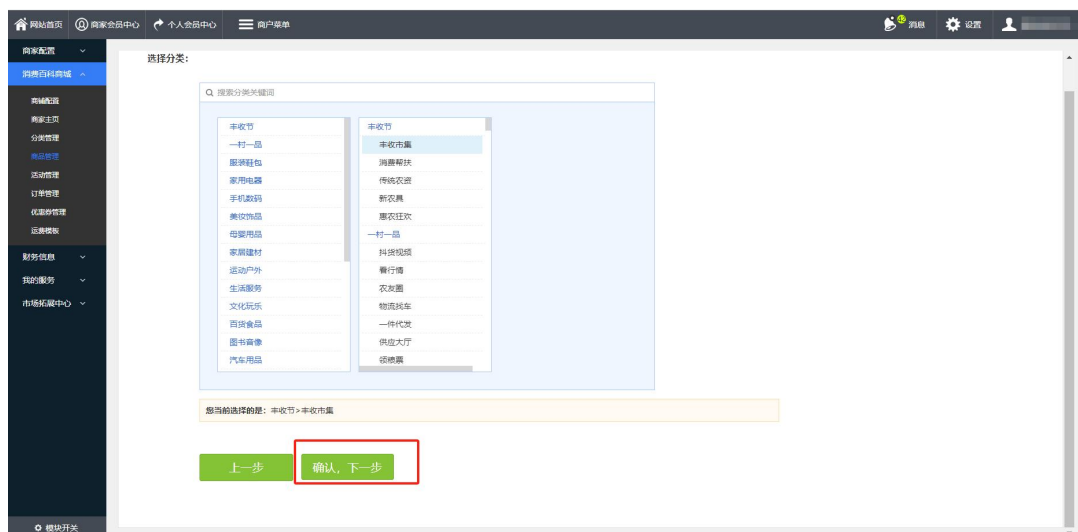 网站首页 商家会员中心 个人会员中心 商户菜单 42 消息 设置
商家配置
消费百科商城
商铺配置
商家主页
分类管理
商品管理
活动管理
订单管理
优惠券管理
运费模板
财务信息
我的服务
市场拓展中心
模块开关
选择分类：
搜索分类关键词
丰收节
一村一品
服装鞋包
家用电器
手机数码
美妆饰品
母婴用品
家居建材
运动户外
生活服务
文化玩乐
百货食品
图书音像
汽车用品
丰收节
丰收市集
消费帮扶
传统农资
新农具
惠农狂欢
一村一品
抖货视频
看行情
农友圈
物流找车
一件代发
供应大厅
领赣票
您当前选择的是：丰收节>丰收市集
上一步 确认，下一步